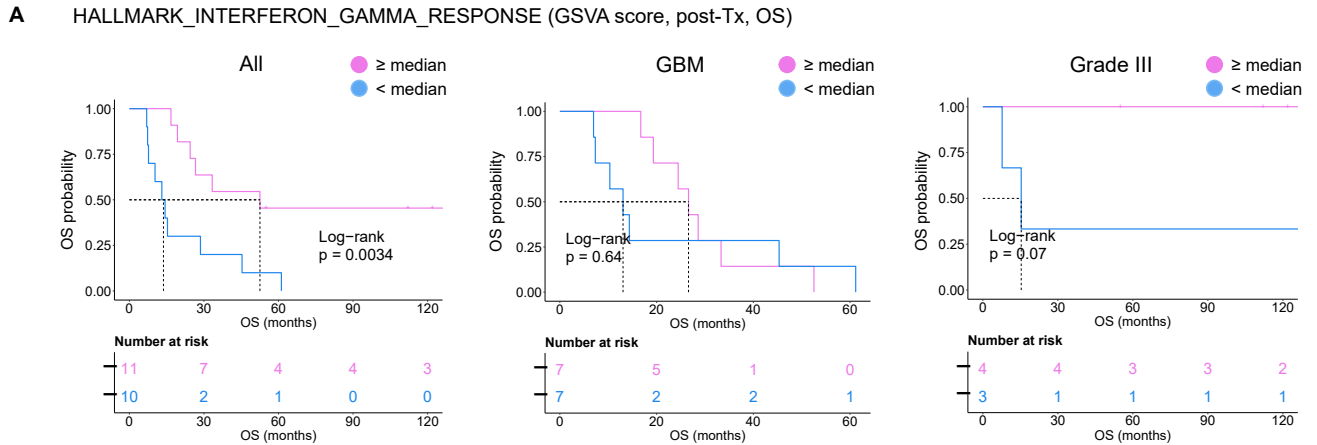 A HALLMARK_INTERFERON_GAMMA_RESPONSE (GSVA score, post-Tx, OS)
All
≥ median
< median
OS probability
1.00
0.75
0.50
0.25
0.00
Log−rank
p = 0.0034
0 30 60 90 120
OS (months)
Number at risk
11 7 4 4 3
10 2 1 0 0
0 30 60 90 120
OS (months)
GBM
≥ median
< median
OS probability
1.00
0.75
0.50
0.25
0.00
Log−rank
p = 0.64
0 20 40 60
OS (months)
Number at risk
7 5 1 0
7 2 2 1
0 20 40 60
OS (months)
Grade III
≥ median
< median
OS probability
1.00
0.75
0.50
0.25
0.00
Log−rank
p = 0.07
0 30 60 90 120
OS (months)
Number at risk
4 4 3 3 2
3 1 1 1 1
0 30 60 90 120
OS (months)